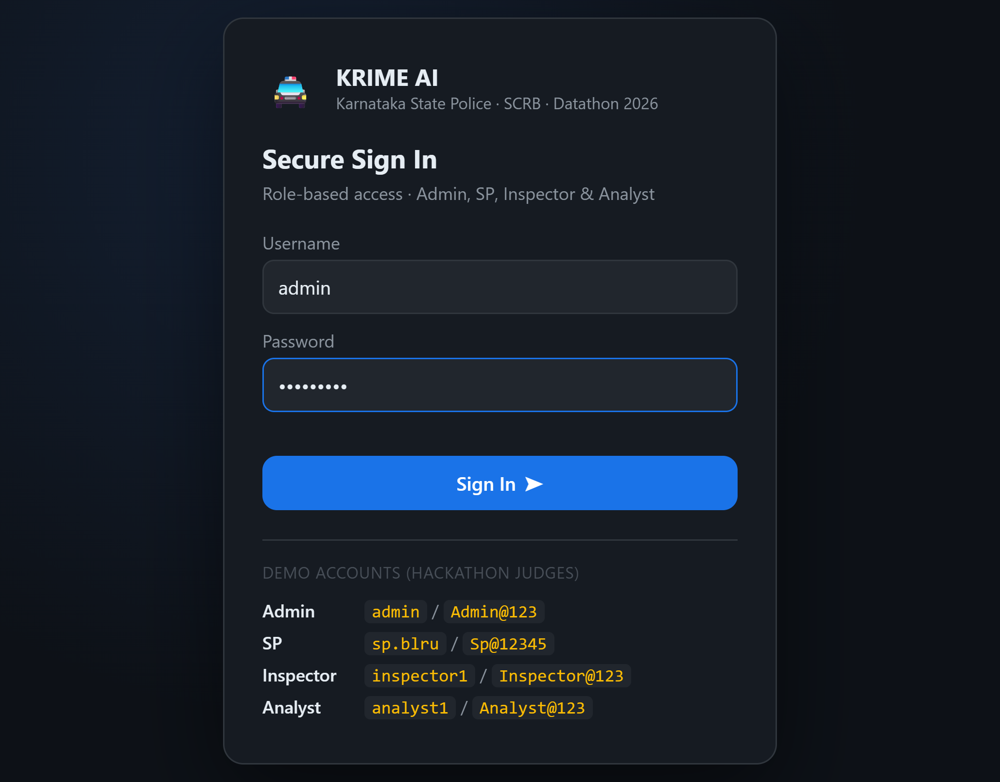 KRIME AI
Karnataka State Police · SCRB · Datathon 2026
Secure Sign In
Role-based access · Admin, SP, Inspector & Analyst
Username
admin
Password
•••••••••
Sign In ➤
DEMO ACCOUNTS (HACKATHON JUDGES)
Admin admin / Admin@123
SP sp.blru / Sp@12345
Inspector inspector1 / Inspector@123
Analyst analyst1 / Analyst@123